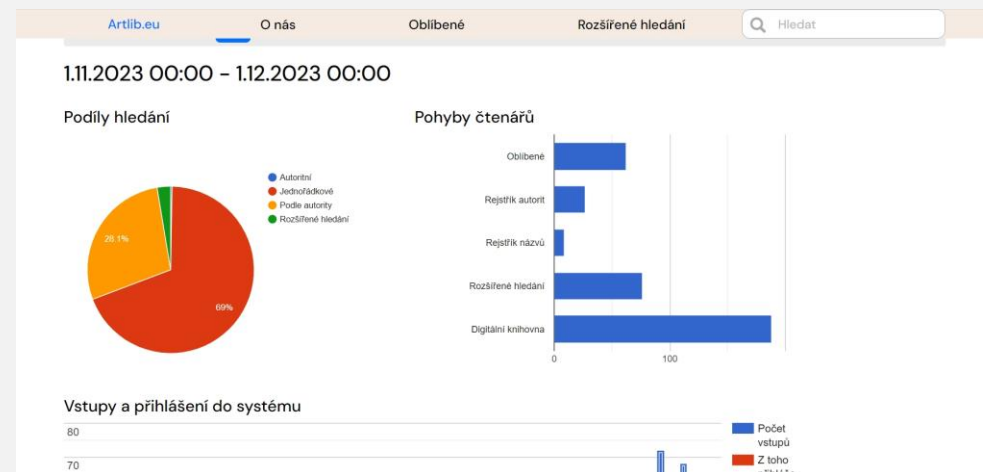 Artlib.eu
O nás
Oblíbené
Rozšířené hledání
Hledat
1.11.2023 00:00 – 1.12.2023 00:00
Podíly hledání
Autoritní
Jednořádkové
Podle autority
Rozšířené hledání
28.1%
69%
Pohyby čtenářů
Oblíbené
Rejstřík autorit
Rejstřík názvů
Rozšířené hledání
Digitální knihovna
0
100
Vstupy a přihlášení do systému
80
70
Počet
vstupů
Z toho